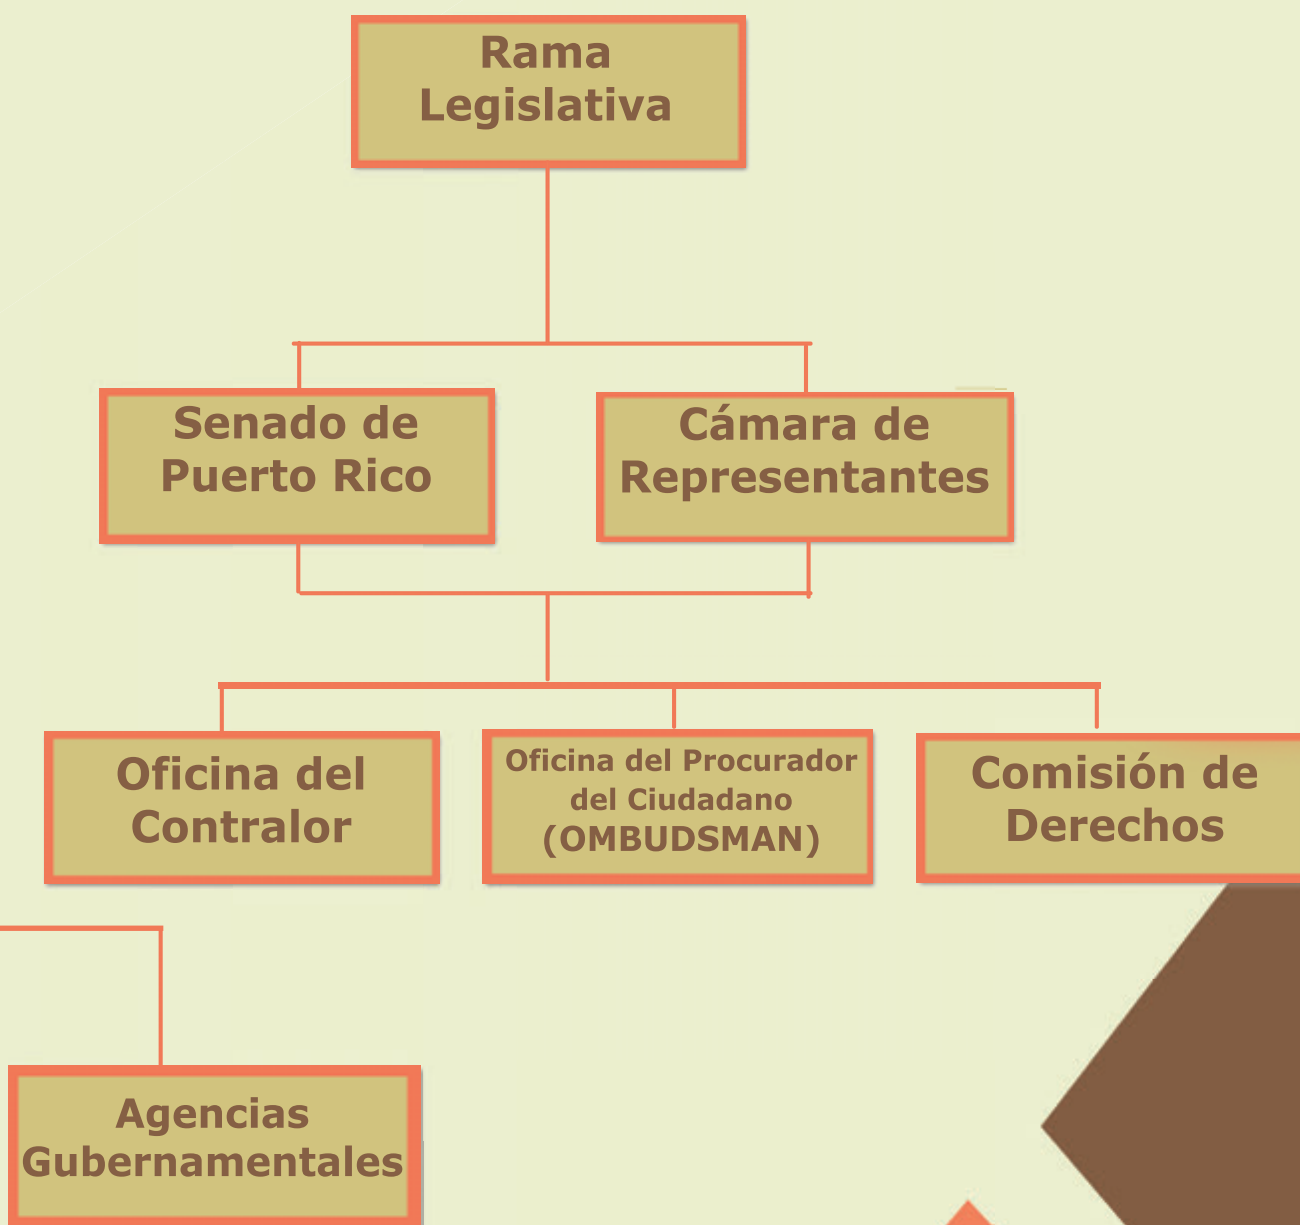 Rama
Legislativa
Senado de
Puerto Rico
Cámara de
Representantes
Oficina del
Contralor
Oficina del Procurador
del Ciudadano
(OMBUDSMAN)
Comisión de
Derechos
Agencias
Gubernamentales